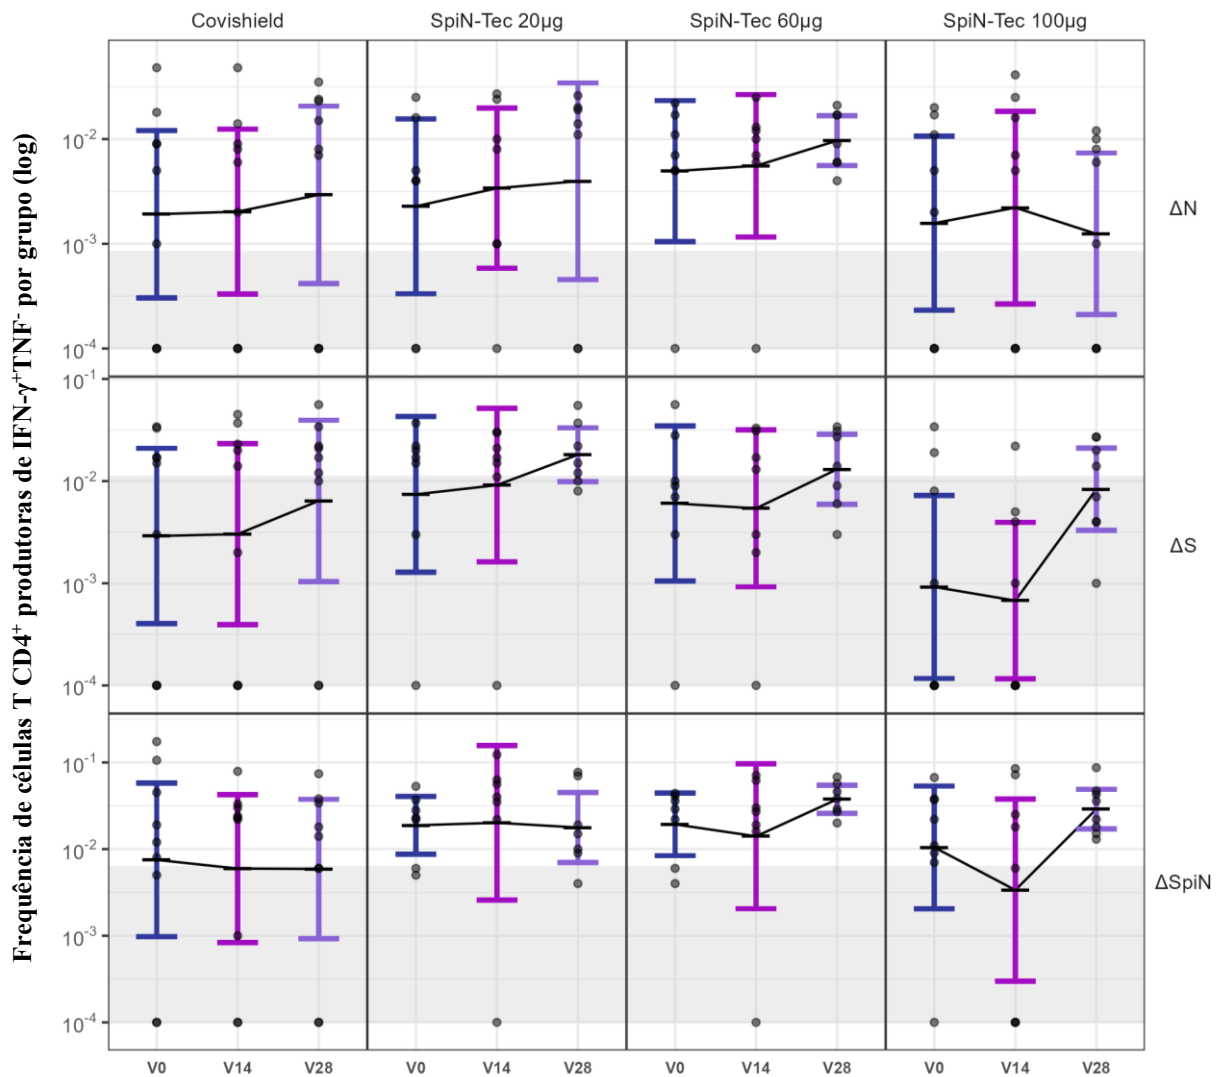 Covishield SpiN-Tec 20μg SpiN-Tec 60μg SpiN-Tec 100μg
Frequência de células T CD4⁺ produtoras de IFN-γ⁺TNF⁻ por grupo (log)
10⁻²
10⁻³
10⁻⁴
ΔN
10⁻¹
10⁻²
10⁻³
10⁻⁴
ΔS
10⁻¹
10⁻²
10⁻³
10⁻⁴
ΔSpiN
V0 V14 V28 V0 V14 V28 V0 V14 V28 V0 V14 V28